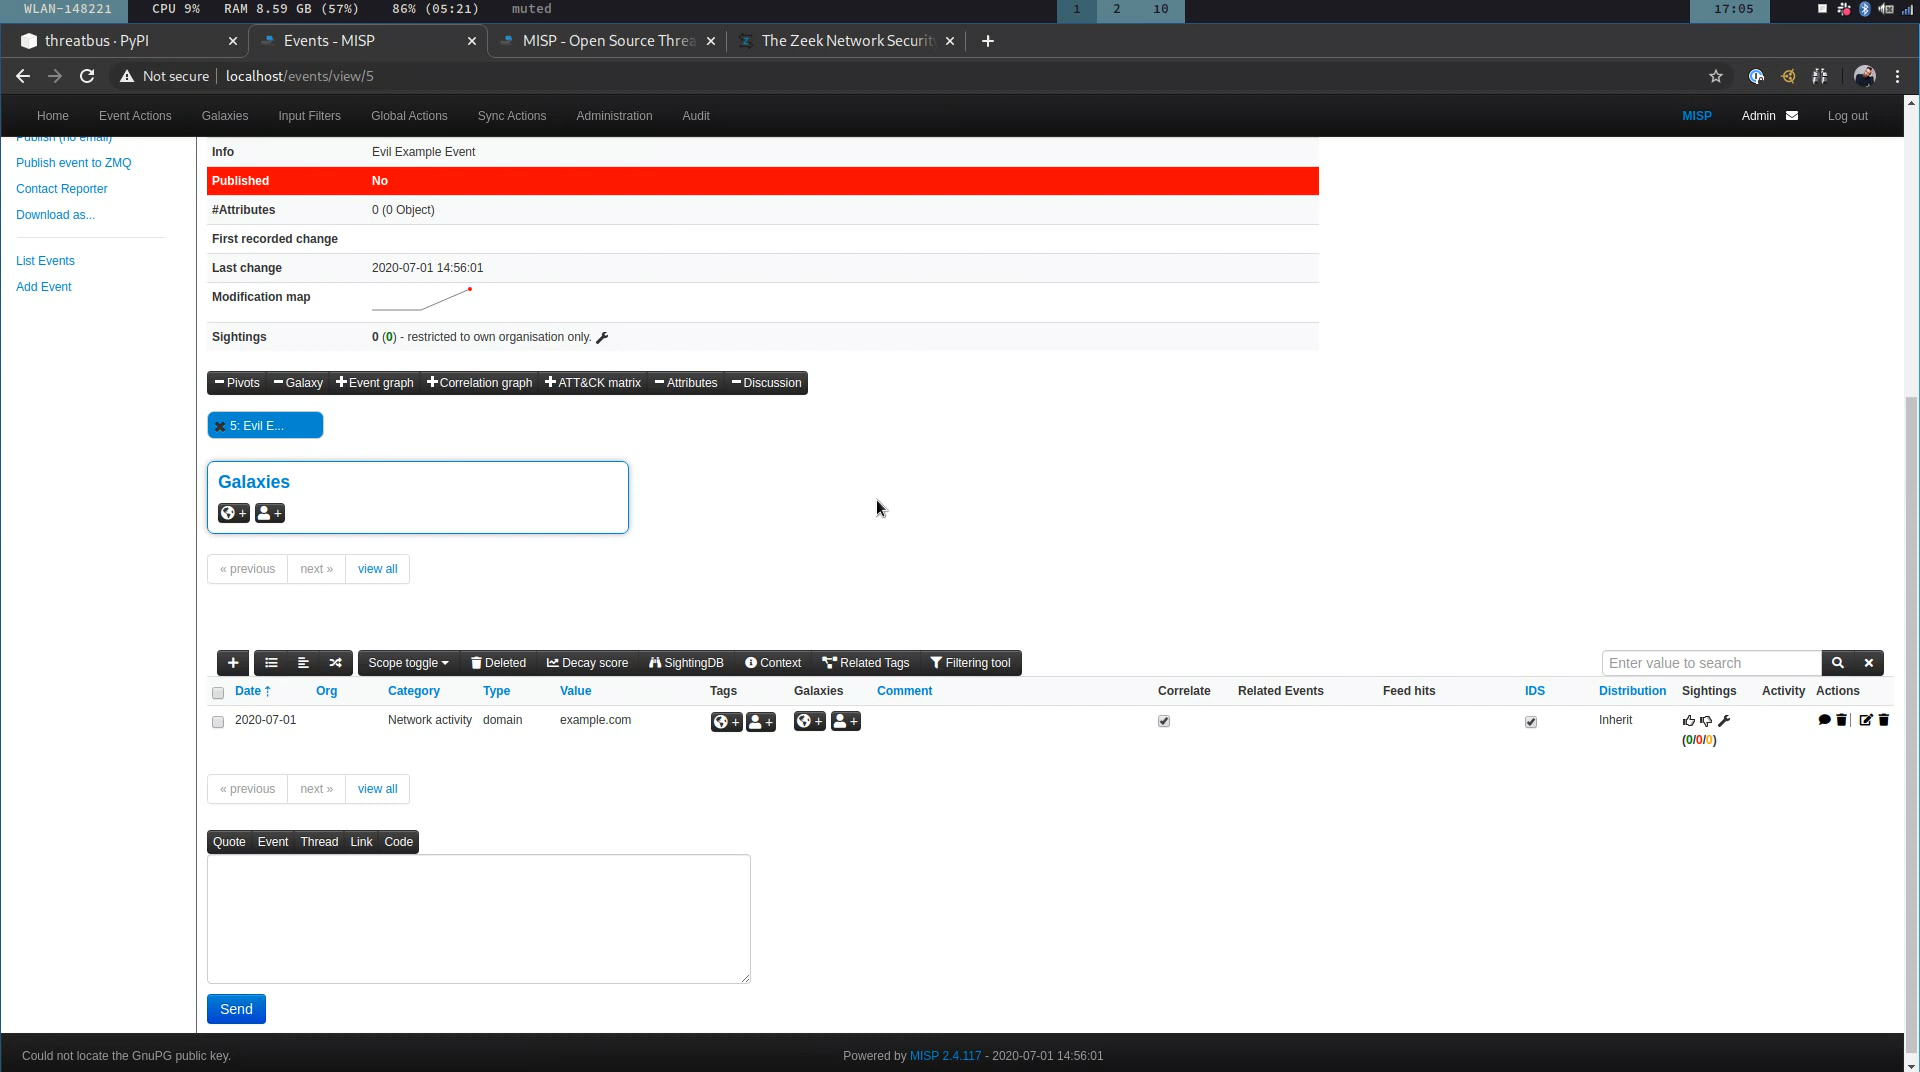 WLAN-148221 CPU 9% RAM 8.59 GB (57%) 86% (05:21) muted 1 2 10 17:05
threatbus · PyPI Events - MISP MISP - Open Source Threa The Zeek Network Securit
Not secure localhost/events/view/5
Home Event Actions Galaxies Input Filters Global Actions Sync Actions Administration Audit MISP Admin Log out
Publish (no email)
Publish event to ZMQ
Contact Reporter
Download as...
List Events
Add Event
Info Evil Example Event
Published No
#Attributes 0 (0 Object)
First recorded change
Last change 2020-07-01 14:56:01
Modification map
Sightings 0 (0) - restricted to own organisation only.
Pivots Galaxy Event graph Correlation graph ATT&CK matrix Attributes Discussion
5: Evil E...
Galaxies
+ +
« previous next » view all
+ Scope toggle Deleted Decay score SightingDB Context Related Tags Filtering tool Enter value to search
Date Org Category Type Value Tags Galaxies Comment Correlate Related Events Feed hits IDS Distribution Sightings Activity Actions
2020-07-01 Network activity domain example.com + + + + Inherit
(0/0/0)
« previous next » view all
Quote Event Thread Link Code
Send
Could not locate the GnuPG public key. Powered by MISP 2.4.117 - 2020-07-01 14:56:01